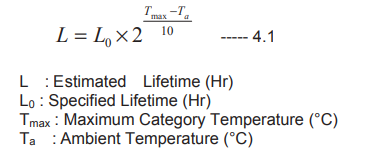 L = L₀ × 2^((Tmax − Ta)/10) ----- 4.1
L : Estimated Lifetime (Hr)
L₀ : Specified Lifetime (Hr)
Tmax : Maximum Category Temperature (°C)
Ta : Ambient Temperature (°C)